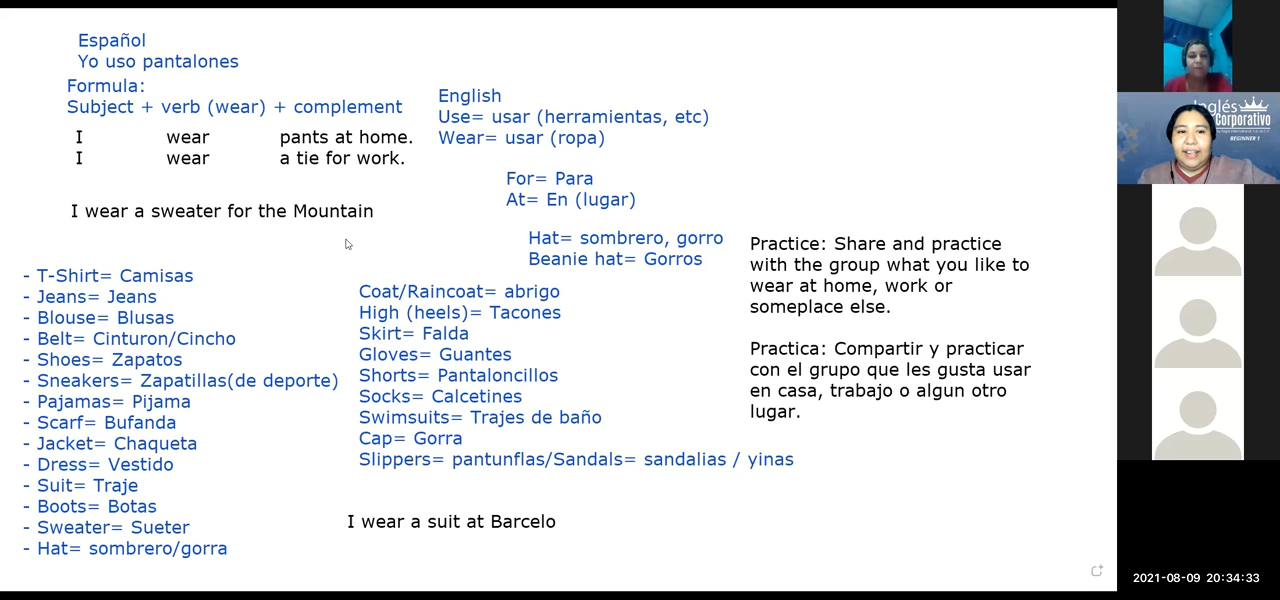 Español
Yo uso pantalones
Formula:
Subject + verb (wear) + complement
I wear pants at home.
I wear a tie for work.
I wear a sweater for the Mountain
English
Use= usar (herramientas, etc)
Wear= usar (ropa)
For= Para
At= En (lugar)
Hat= sombrero, gorro
Beanie hat= Gorros
- T-Shirt= Camisas
- Jeans= Jeans
- Blouse= Blusas
- Belt= Cinturon/Cincho
- Shoes= Zapatos
- Sneakers= Zapatillas(de deporte)
- Pajamas= Pijama
- Scarf= Bufanda
- Jacket= Chaqueta
- Dress= Vestido
- Suit= Traje
- Boots= Botas
- Sweater= Sueter
- Hat= sombrero/gorra
Coat/Raincoat= abrigo
High (heels)= Tacones
Skirt= Falda
Gloves= Guantes
Shorts= Pantaloncillos
Socks= Calcetines
Swimsuits= Trajes de baño
Cap= Gorra
Slippers= pantunflas/Sandals= sandalias / yinas
I wear a suit at Barcelo
Practice: Share and practice
with the group what you like to
wear at home, work or
someplace else.
Practica: Compartir y practicar
con el grupo que les gusta usar
en casa, trabajo o algun otro
lugar.
Inglés
Corporativo
BEGINNER 1
2021-08-09 20:34:33